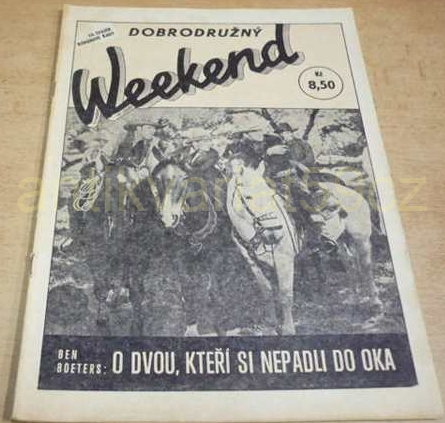 DOBRODRUŽNÝ
Weekend
Kč
8,50
BEN
BOETERS: O DVOU, KTEŘÍ SI NEPADLI DO OKA